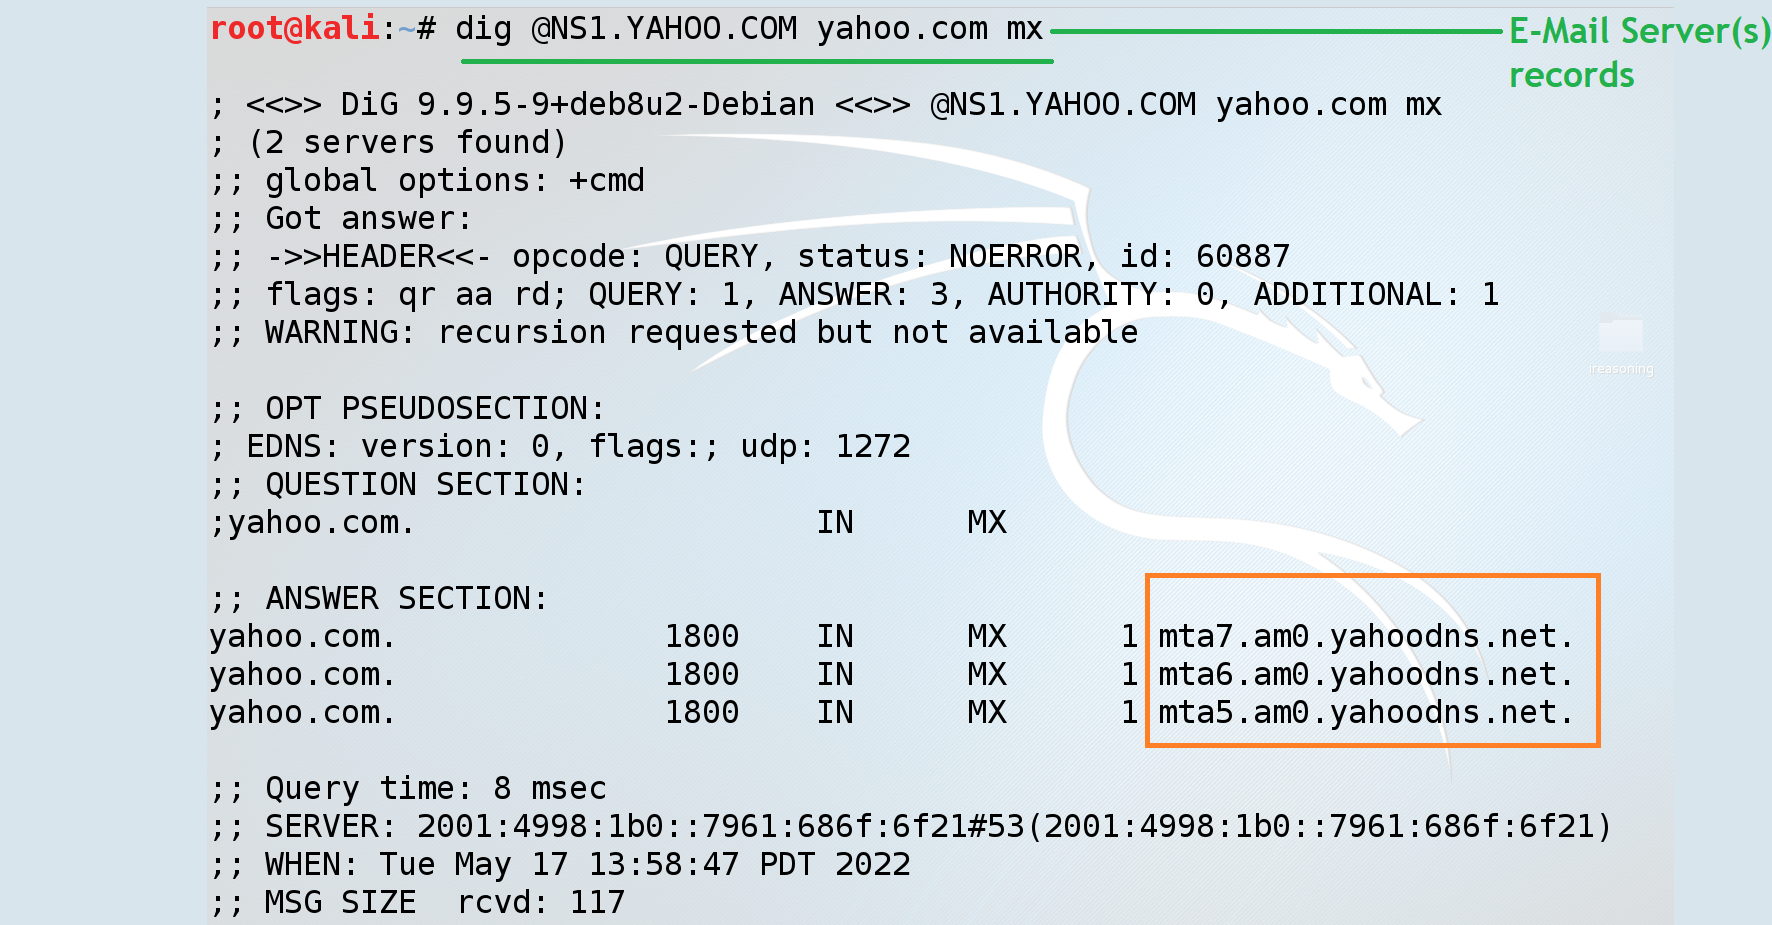 root@kali:~# dig @NS1.YAHOO.COM yahoo.com mx
E-Mail Server(s)
records
; <<>> DiG 9.9.5-9+deb8u2-Debian <<>> @NS1.YAHOO.COM yahoo.com mx
; (2 servers found)
;; global options: +cmd
;; Got answer:
;; ->>HEADER<<- opcode: QUERY, status: NOERROR, id: 60887
;; flags: qr aa rd; QUERY: 1, ANSWER: 3, AUTHORITY: 0, ADDITIONAL: 1
;; WARNING: recursion requested but not available
ireasoning
;; OPT PSEUDOSECTION:
; EDNS: version: 0, flags:; udp: 1272
;; QUESTION SECTION:
;yahoo.com. IN MX
;; ANSWER SECTION:
yahoo.com. 1800 IN MX 1 mta7.am0.yahoodns.net.
yahoo.com. 1800 IN MX 1 mta6.am0.yahoodns.net.
yahoo.com. 1800 IN MX 1 mta5.am0.yahoodns.net.
;; Query time: 8 msec
;; SERVER: 2001:4998:1b0::7961:686f:6f21#53(2001:4998:1b0::7961:686f:6f21)
;; WHEN: Tue May 17 13:58:47 PDT 2022
;; MSG SIZE  rcvd: 117